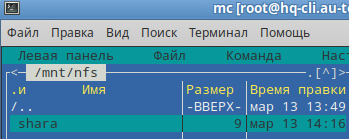 mc [root@hq-cli.au-te
Файл Правка Вид Поиск Терминал Помощь
Левая панель Файл Команда Наст
<─ /mnt/nfs .[^]>
.и Имя Размер Время правки
/.. -ВВЕРХ- мар 13 13:49
shara 9 мар 13 14:16